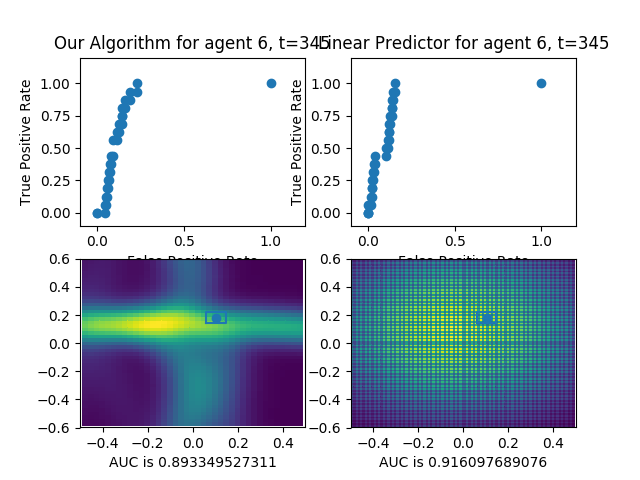 Our Algorithm for agent 6, t=345
Linear Predictor for agent 6, t=345
True Positive Rate
1.00
0.75
0.50
0.25
0.00
0.0 0.5 1.0
False Positive Rate
True Positive Rate
1.00
0.75
0.50
0.25
0.00
0.0 0.5 1.0
False Positive Rate
0.6
0.4
0.2
0.0
−0.2
−0.4
−0.6
−0.4 −0.2 0.0 0.2 0.4
AUC is 0.893349527311
0.6
0.4
0.2
0.0
−0.2
−0.4
−0.6
−0.4 −0.2 0.0 0.2 0.4
AUC is 0.916097689076